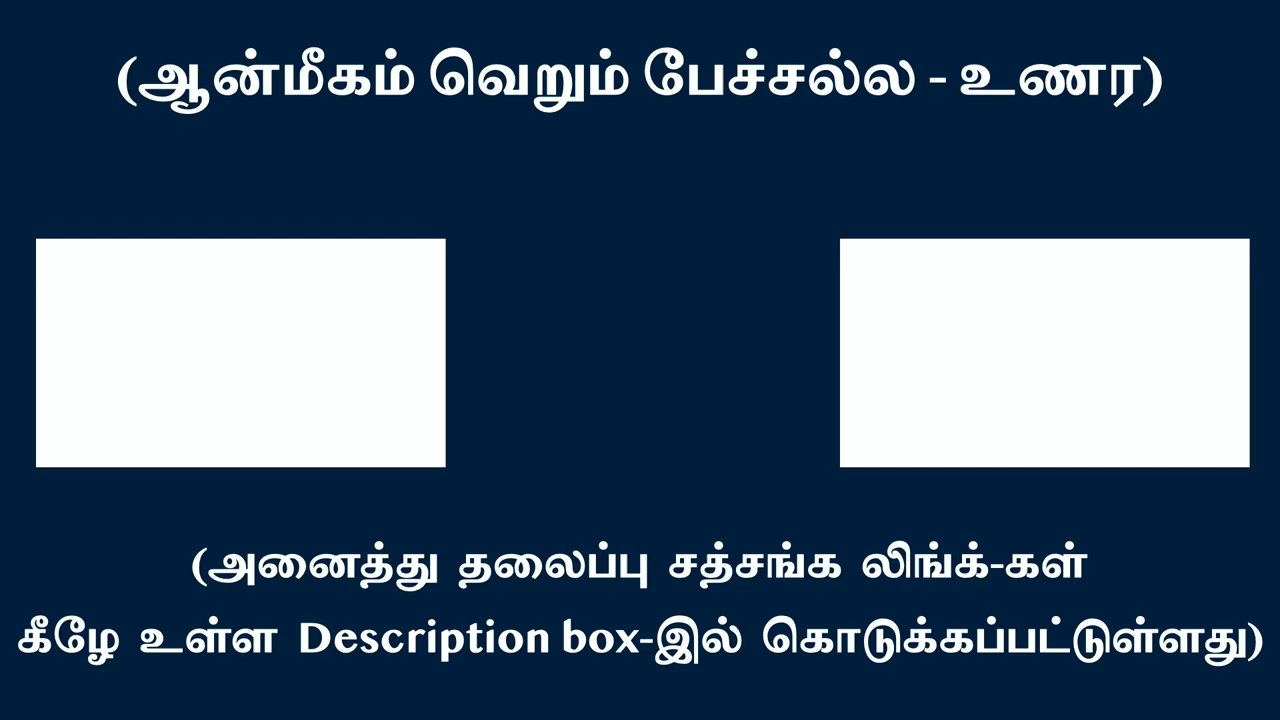 (ஆன்மீகம் வெறும் பேச்சல்ல - உணர)
(அனைத்து தலைப்பு சத்சங்க லிங்க்-கள்
கீழே உள்ள Description box-இல் கொடுக்கப்பட்டுள்ளது)